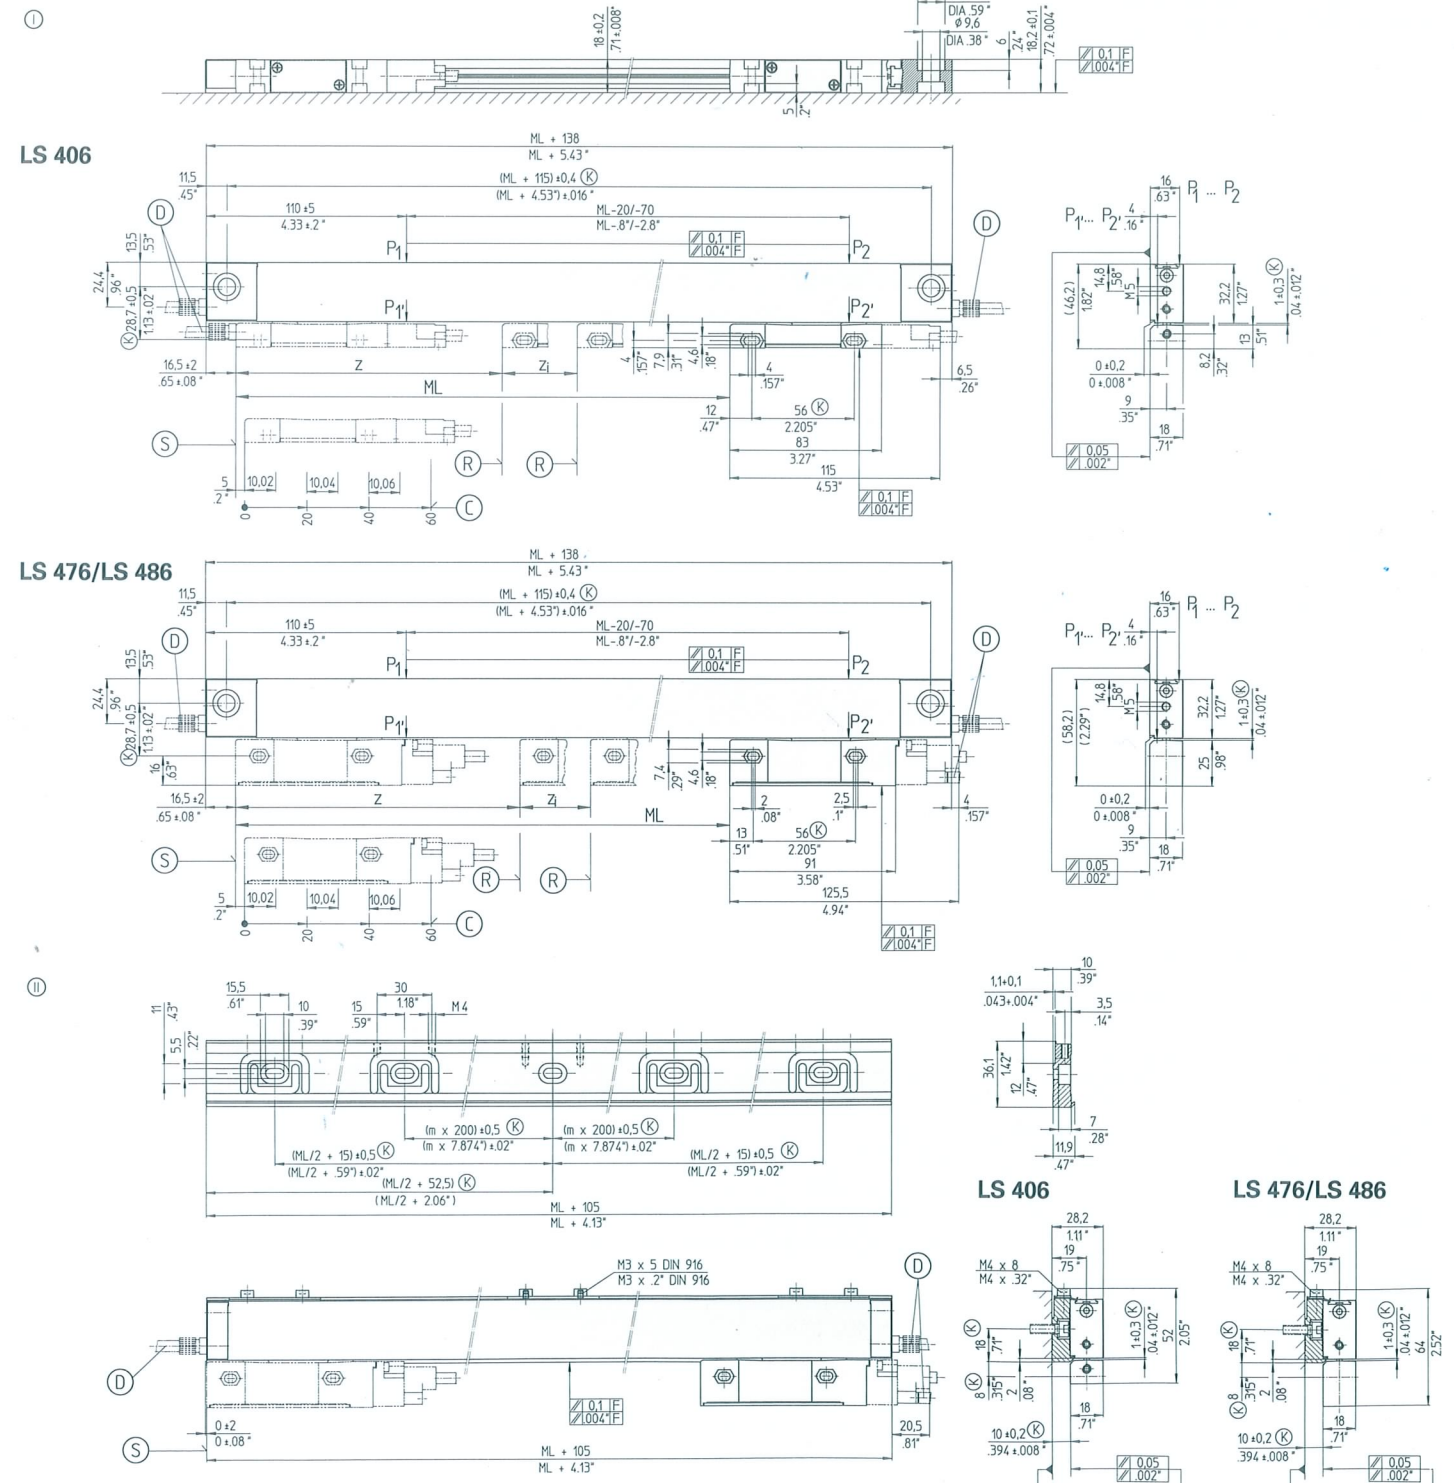 I
18 ±0,2
.71 ±.008"
DIA .59"
ϕ 9,6
DIA .38"
6
.24"
18,2 ±0,1
.72 ±.004"
// 0,1 F
// .004" F
5
.2"
LS 406
ML + 138
ML + 5.43"
11,5
.45"
(ML + 115) ±0,4 K
(ML + 4.53") ±.016"
110 ±5
4.33 ±.2"
ML-20/-70
ML-.8"/-2.8"
D
D
P1
// 0,1 F
// .004" F
P2
13,5
.53"
24,4
.96"
K 28,7 ±0,5
1.13 ±.02"
P1'
P2'
16,5 ±2
.65 ±.08"
Z
Zi
ML
4
.157"
7,9
.31"
4,6
.18"
4
.157"
6,5
.26"
12
.47"
56 K
2.205"
83
3.27"
115
4.53"
// 0,1 F
// .004" F
S
R
R
5
.2"
10,02
10,04
10,06
0
20
40
60
C
16
.63"
P1 ... P2
P1' ... P2'
4
.16"
(46,2)
1.82"
14,8
.58"
M5
32,2
1.27"
1 ±0,3 K
.04 ±.012"
13
.51"
8,2
.32"
0 ±0,2
0 ±.008"
9
.35"
18
.71"
// 0,05
// .002"
LS 476/LS 486
ML + 138
ML + 5.43"
11,5
.45"
(ML + 115) ±0,4 K
(ML + 4.53") ±.016"
110 ±5
4.33 ±.2"
ML-20/-70
ML-.8"/-2.8"
D
D
P1
// 0,1 F
// .004" F
P2
13,5
.53"
24,4
.96"
K 28,7 ±0,5
1.13 ±.02"
16
.63"
P1'
P2'
16,5 ±2
.65 ±.08"
Z
Zi
ML
7,4
.29"
4,6
.18"
2
.08"
2,5
.1"
4
.157"
13
.51"
56 K
2.205"
91
3.58"
125,5
4.94"
// 0,1 F
// .004" F
S
R
R
5
.2"
10,02
10,04
10,06
0
20
40
60
C
16
.63"
P1 ... P2
P1' ... P2'
4
.16"
(58,2)
(2.29")
14,8
.58"
M5
32,2
1.27"
1 ±0,3 K
.04 ±.012"
25
.98"
0 ±0,2
0 ±.008"
9
.35"
18
.71"
// 0,05
// .002"
II
15,5
.61"
10
.39"
30
1.18"
15
.59"
M4
11
.43"
5,5
.22"
(m x 200) ±0,5 K
(m x 7.874") ±.02"
(m x 200) ±0,5 K
(m x 7.874") ±.02"
(ML/2 + 15) ±0,5 K
(ML/2 + .59") ±.02"
(ML/2 + 15) ±0,5 K
(ML/2 + .59") ±.02"
(ML/2 + 52,5) K
(ML/2 + 2.06")
ML + 105
ML + 4.13"
10
.39"
1,1+0,1
.043+.004"
3,5
.14"
36,1
1.42"
12
.47"
7
.28"
11,9
.47"
M3 x 5 DIN 916
M3 x .2" DIN 916
D
D
S
0 ±2
0 ±.08"
// 0,1 F
// .004" F
20,5
.81"
ML + 105
ML + 4.13"
LS 406
28,2
1.11"
19
.75"
M4 x 8
M4 x .32"
K
18
.71"
8 K
.315"
2
.08"
1 ±0,3 K
.04 ±.012"
52
2.05"
18
.71"
10 ±0,2 K
.394 ±.008"
// 0,05
// .002"
LS 476/LS 486
28,2
1.11"
19
.75"
M4 x 8
M4 x .32"
K
18
.71"
K 8
.315"
2
.08"
1 ±0,3 K
.04 ±.012"
64
2.52"
18
.71"
10 ±0,2 K
.394 ±.008"
// 0,05
// .002"